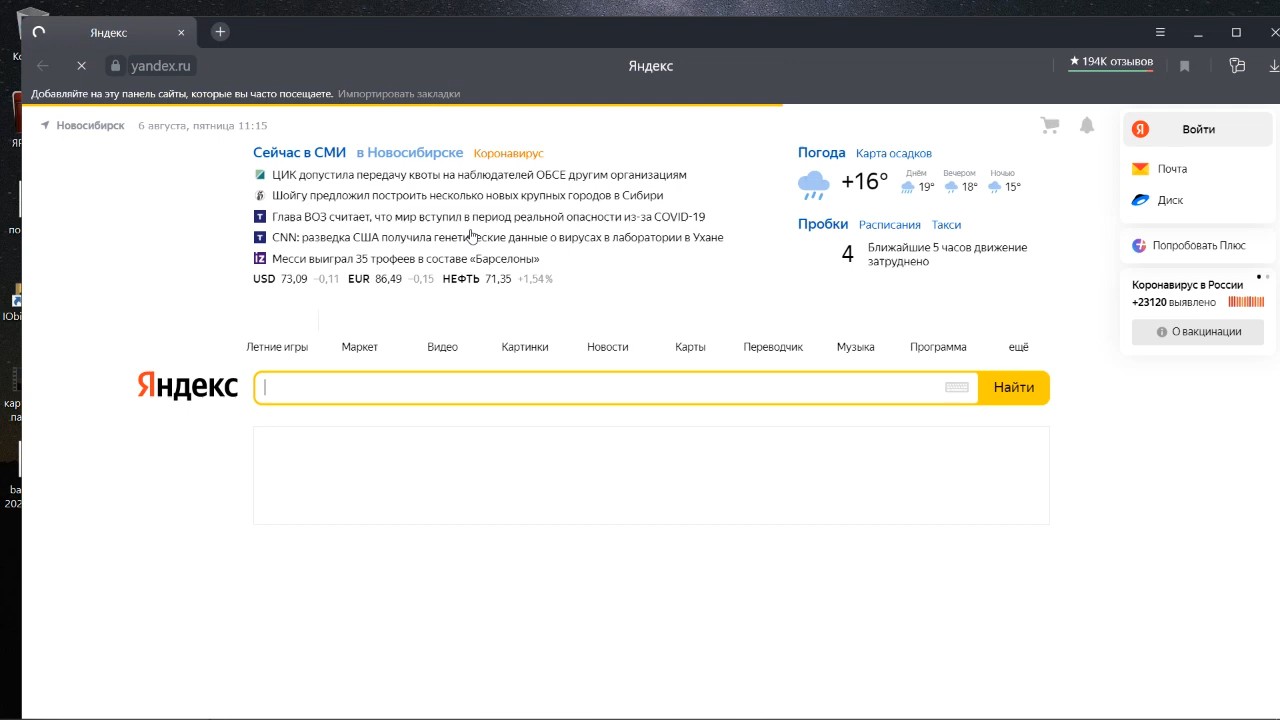 Яндекс
yandex.ru
Яндекс
★ 194K отзывов
Добавляйте на эту панель сайты, которые вы часто посещаете. Импортировать закладки
Новосибирск 6 августа, пятница 11:15
Сейчас в СМИ в Новосибирске Коронавирус
ЦИК допустила передачу квоты на наблюдателей ОБСЕ другим организациям
Шойгу предложил построить несколько новых крупных городов в Сибири
Глава ВОЗ считает, что мир вступил в период реальной опасности из-за COVID-19
CNN: разведка США получила генетические данные о вирусах в лаборатории в Ухане
Месси выиграл 35 трофеев в составе «Барселоны»
USD 73,09 −0,11 EUR 86,49 −0,15 НЕФТЬ 71,35 +1,54%
Погода Карта осадков
+16° Днём 19° Вечером 18° Ночью 15°
Пробки Расписания Такси
4 Ближайшие 5 часов движение
затруднено
Войти
Почта
Диск
Попробовать Плюс
Коронавирус в России
+23120 выявлено
О вакцинации
Летние игры Маркет Видео Картинки Новости Карты Переводчик Музыка Программа ещё
Яндекс Найти